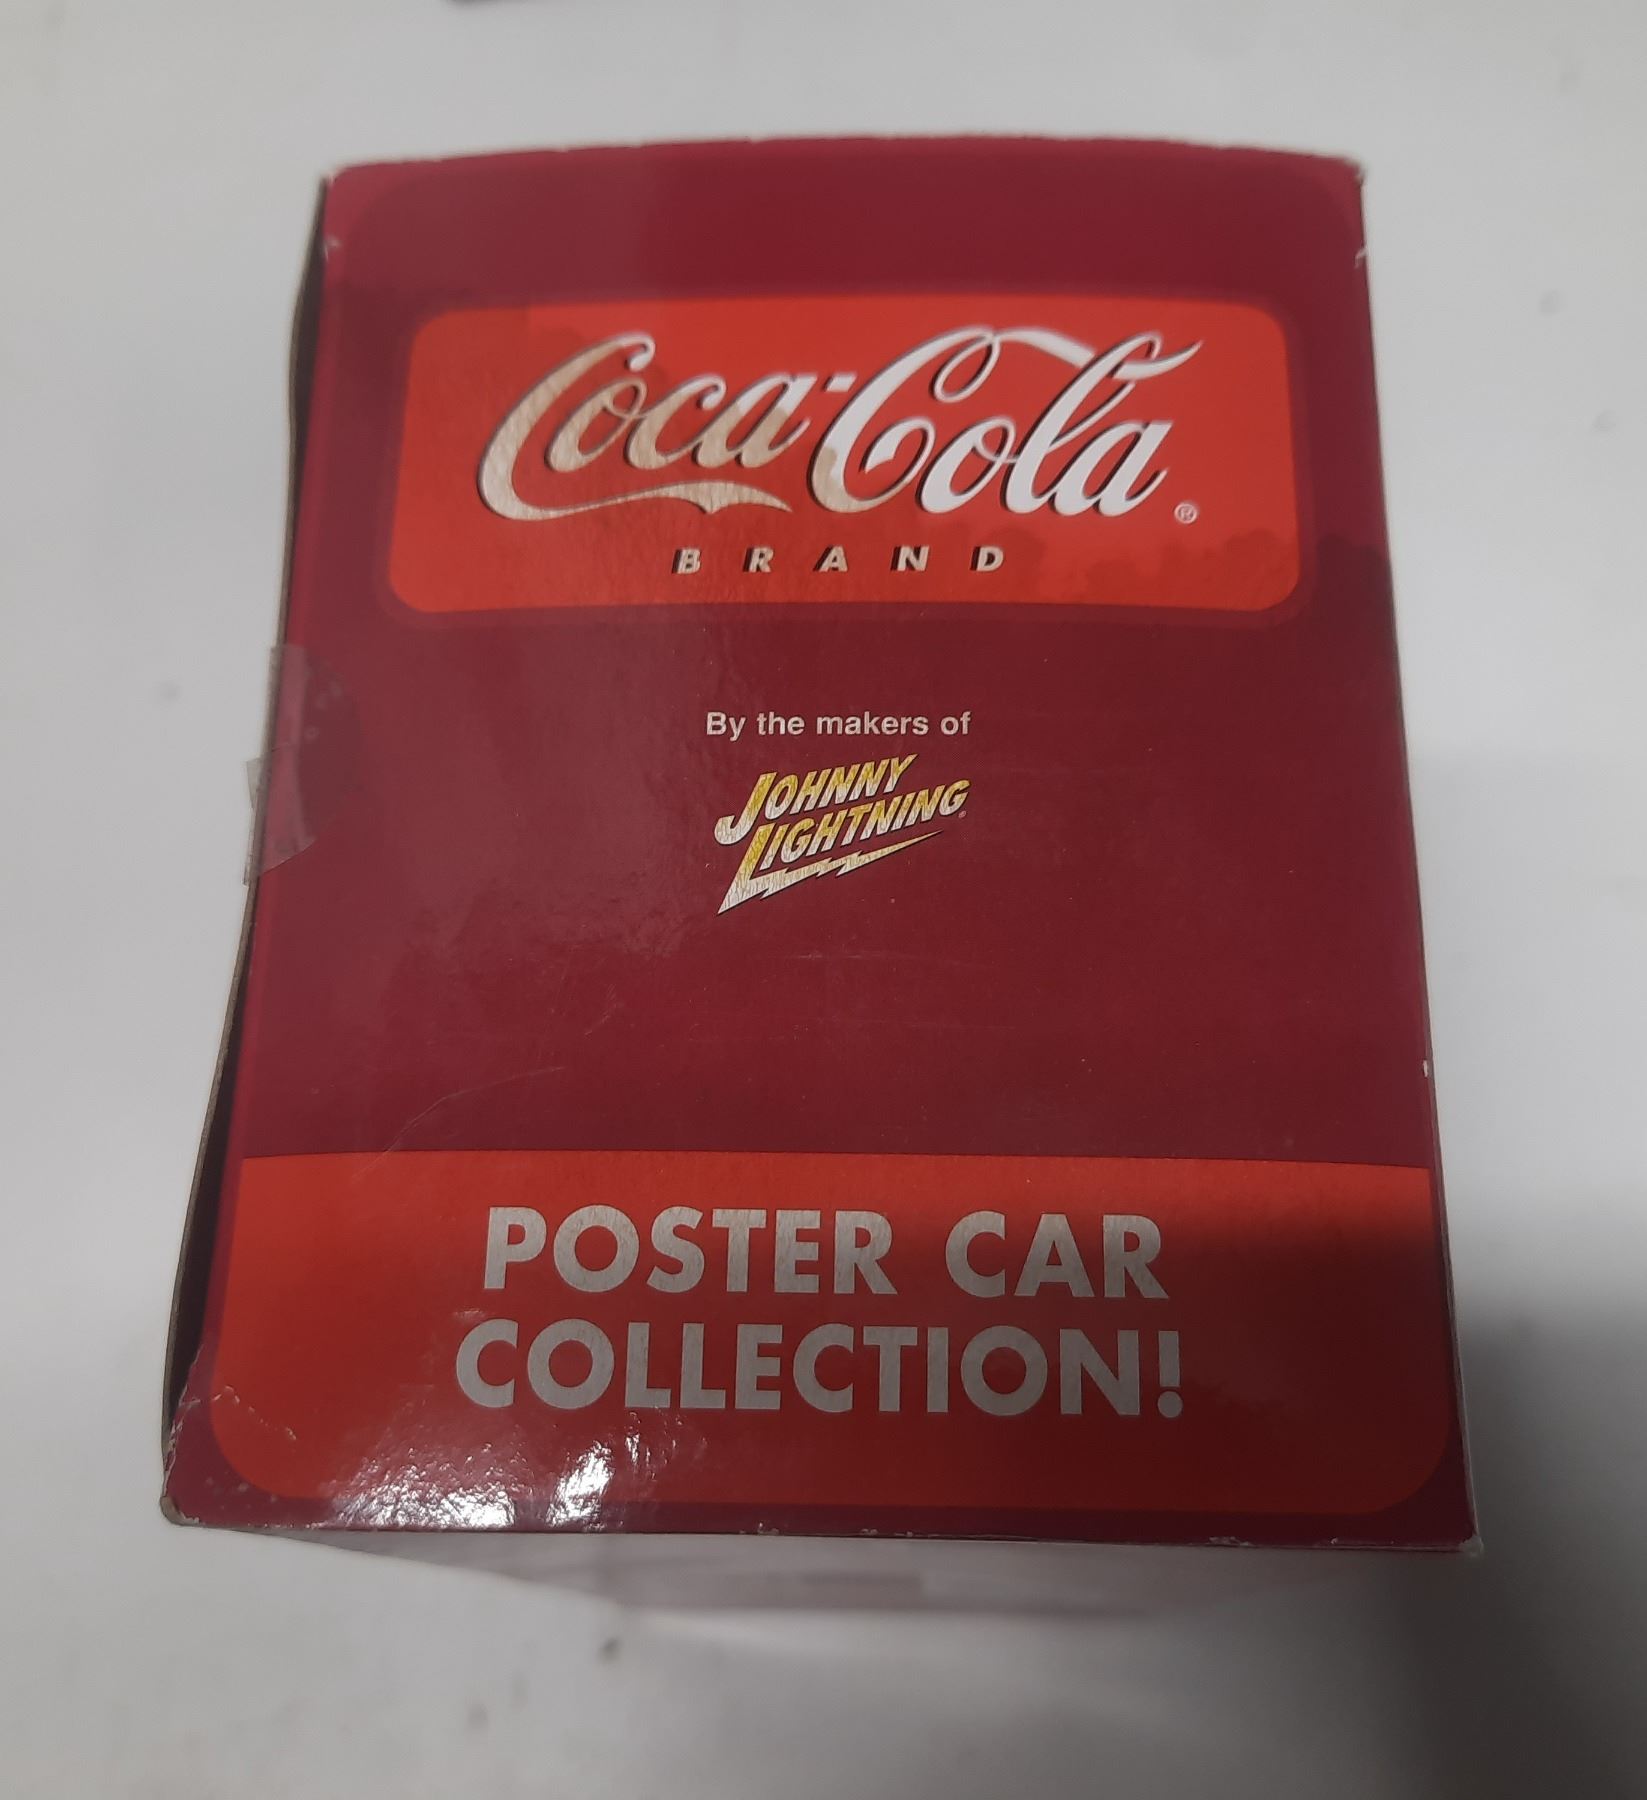 Coca-Cola®
BRAND
By the makers of
JOHNNY
LIGHTNING®
POSTER CAR
COLLECTION!